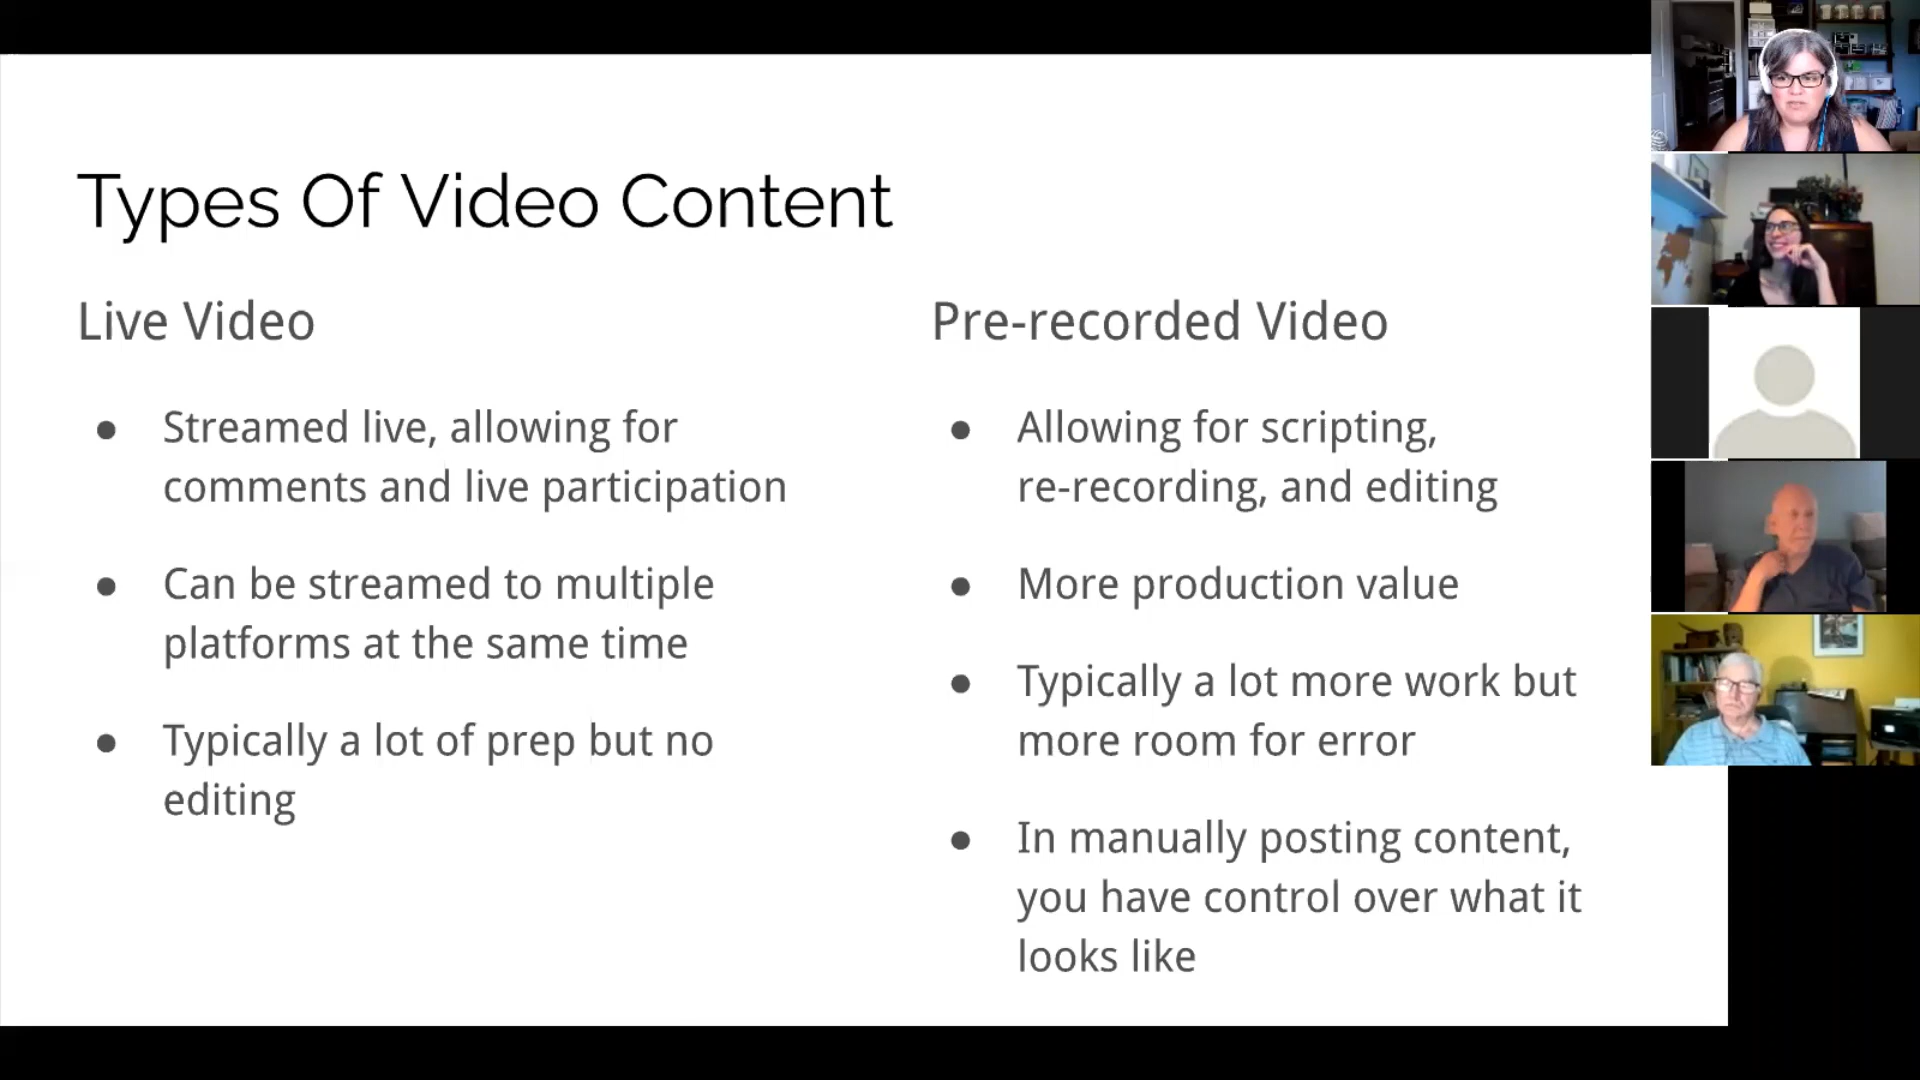 Types Of Video Content
Live Video
● Streamed live, allowing for
comments and live participation
● Can be streamed to multiple
platforms at the same time
● Typically a lot of prep but no
editing
Pre-recorded Video
● Allowing for scripting,
re-recording, and editing
● More production value
● Typically a lot more work but
more room for error
● In manually posting content,
you have control over what it
looks like